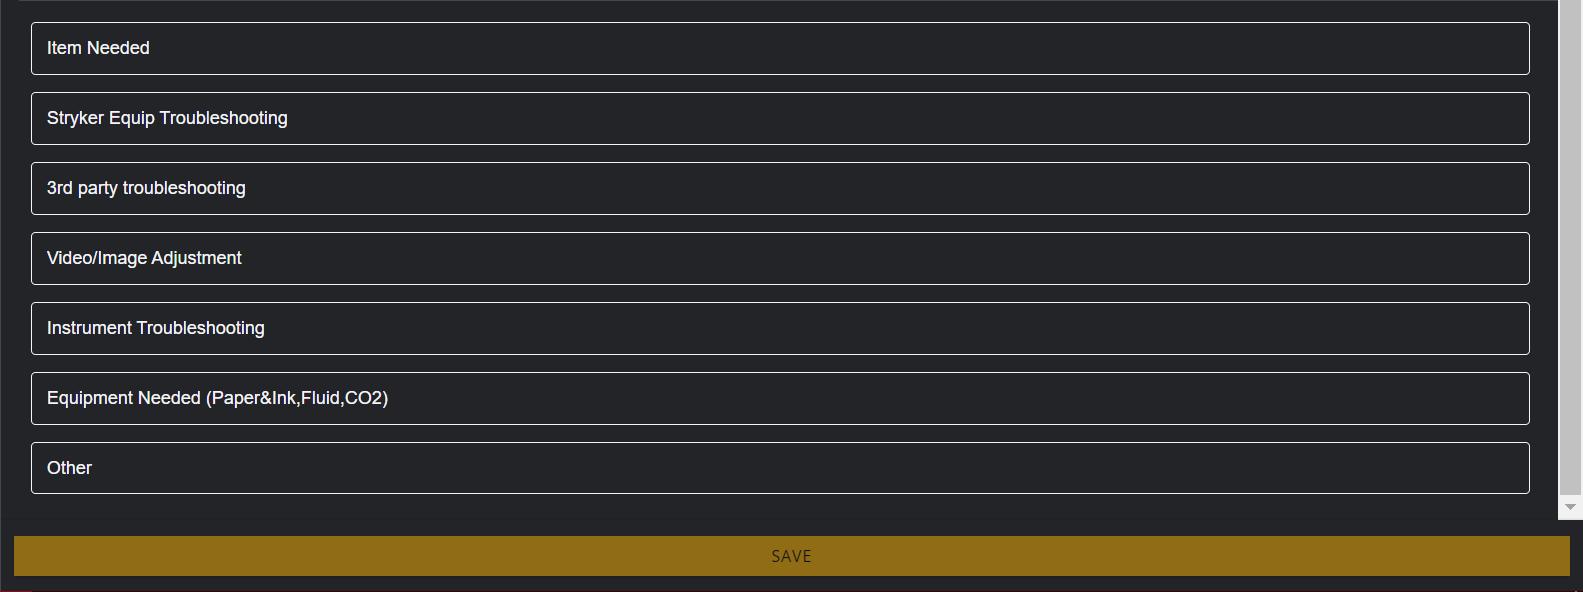 Item Needed
Stryker Equip Troubleshooting
3rd party troubleshooting
Video/Image Adjustment
Instrument Troubleshooting
Equipment Needed (Paper&Ink,Fluid,CO2)
Other
SAVE